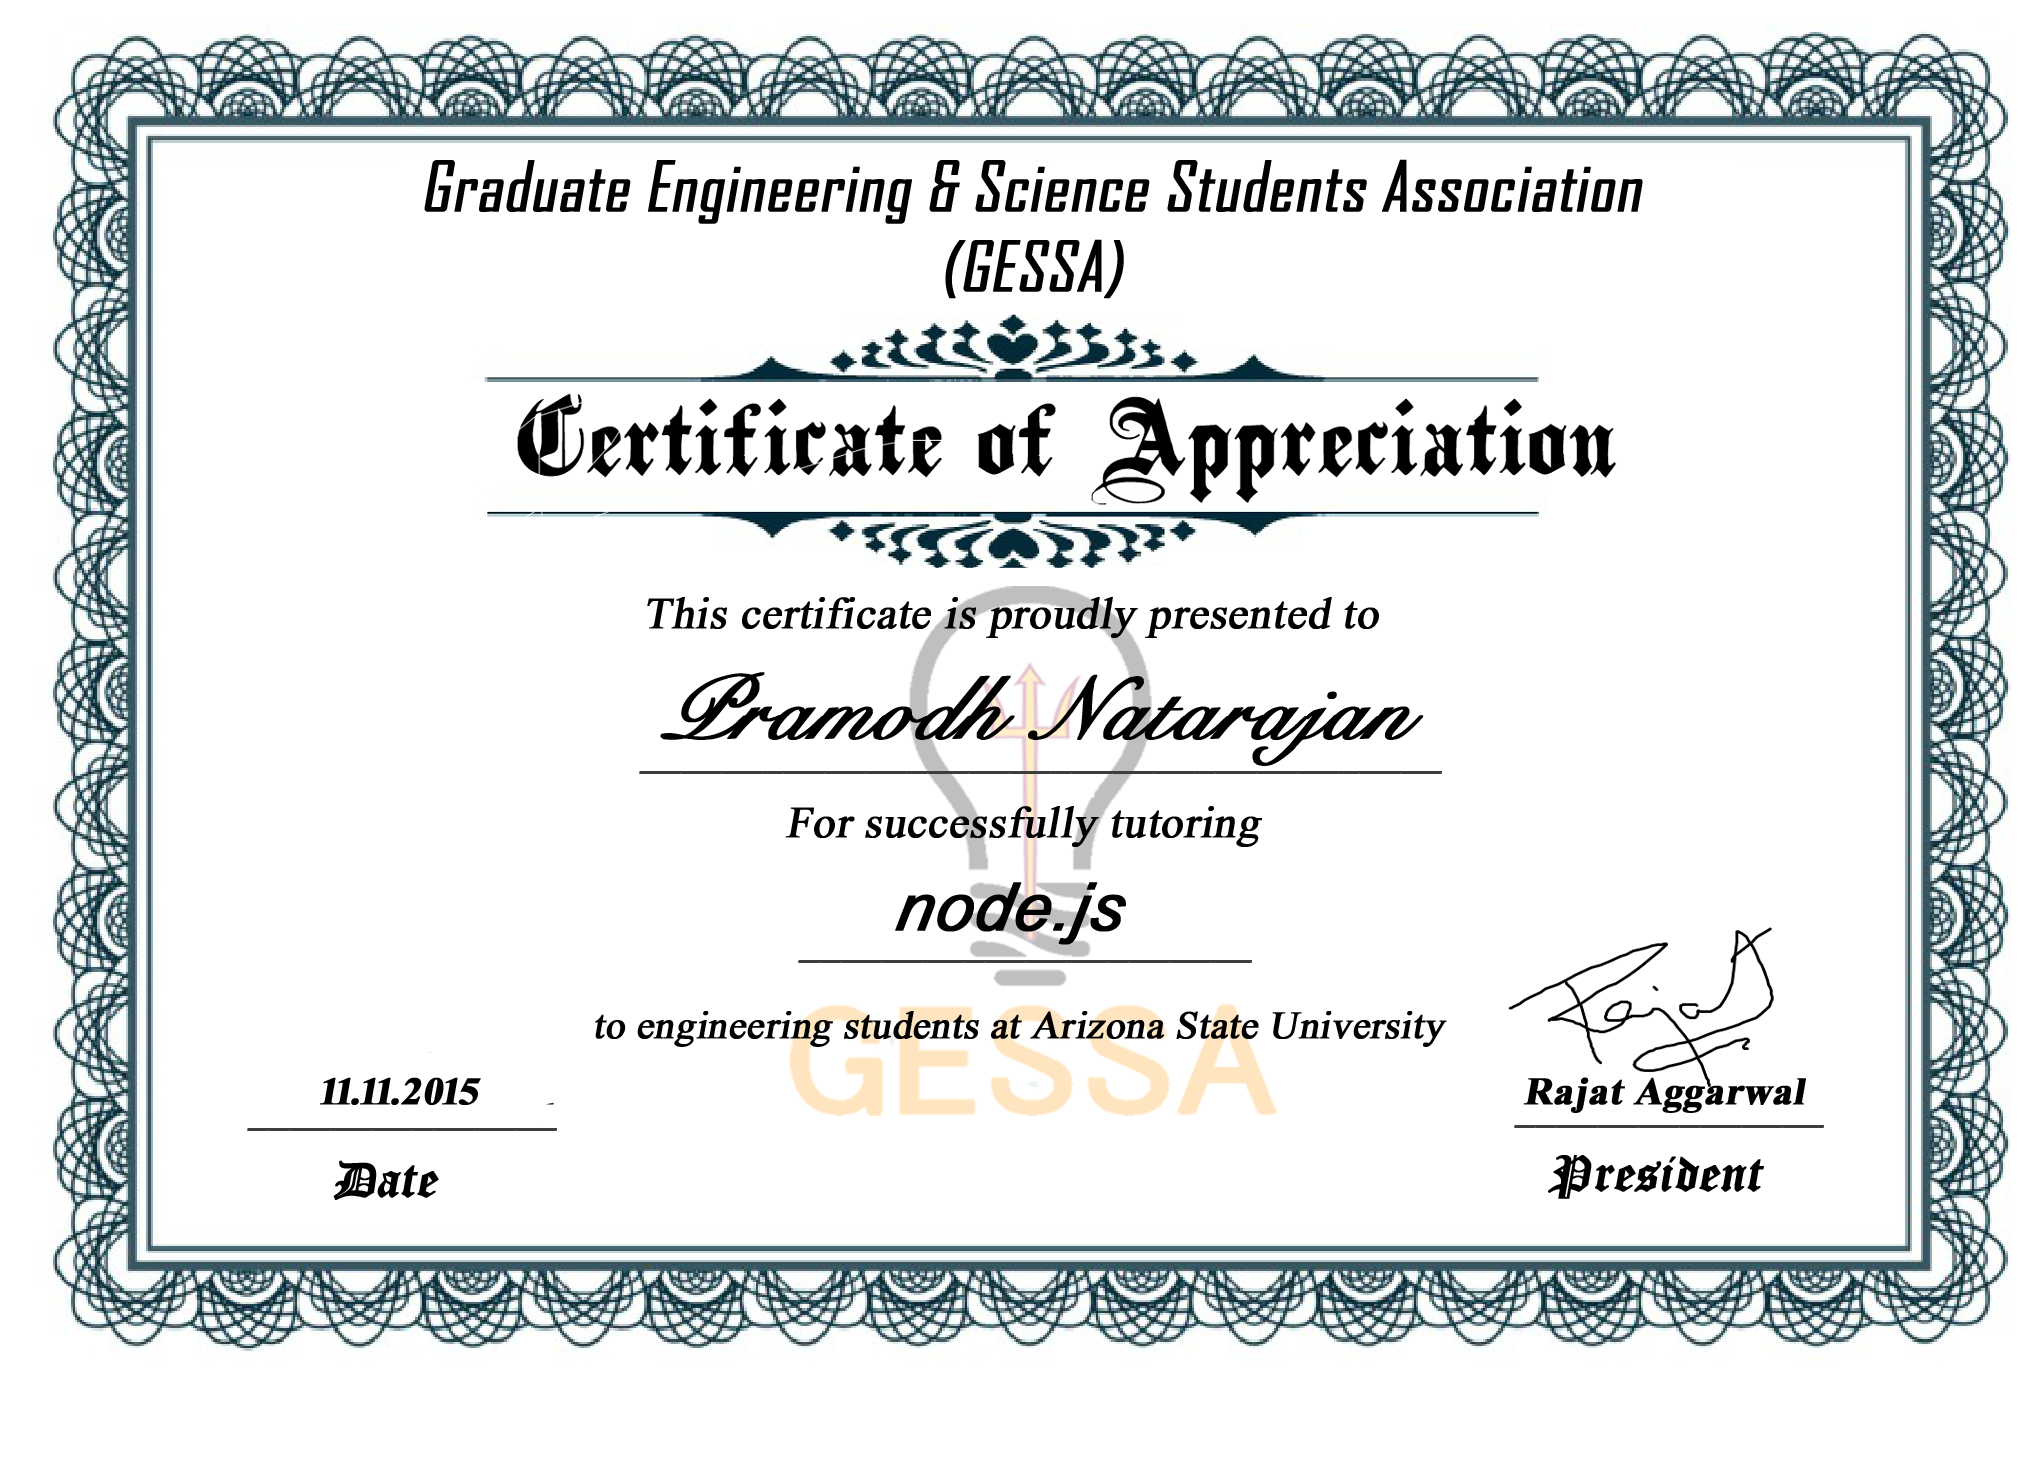 Graduate Engineering & Science Students Association
(GESSA)
Certificate of Appreciation
This certificate is proudly presented to
Pramodh Natarajan
For successfully tutoring
node.js
to engineering students at Arizona State University
GESSA
Rajat
11.11.2015
Rajat Aggarwal
Date
President